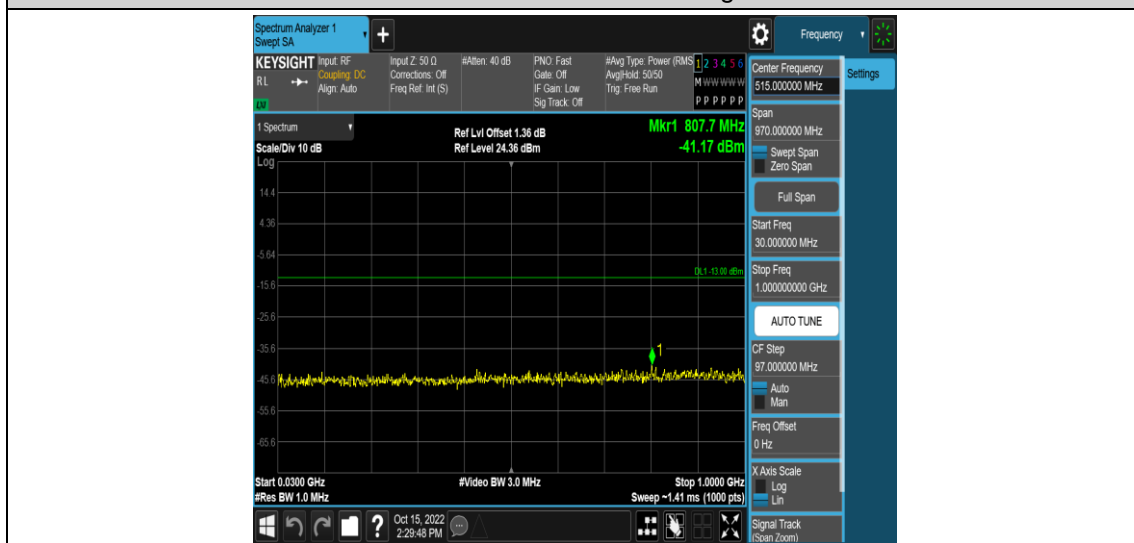 Spectrum Analyzer 1
Swept SA
+
Frequency
KEYSIGHT
RL
LXI
Input: RF
Coupling: DC
Align: Auto
Input Z: 50 Ω
Corrections: Off
Freq Ref: Int (S)
#Atten: 40 dB
PNO: Fast
Gate: Off
IF Gain: Low
Sig Track: Off
#Avg Type: Power (RMS
Avg|Hold: 50/50
Trig: Free Run
1 2 3 4 5 6
M W W W W W
P P P P P P
Center Frequency
515.000000 MHz
Settings
1 Spectrum
Scale/Div 10 dB
Log
Ref Lvl Offset 1.36 dB
Ref Level 24.36 dBm
Mkr1 807.7 MHz
-41.17 dBm
14.4
4.36
-5.64
-15.6
-25.6
-35.6
-45.6
-55.6
-65.6
DL1 -13.00 dBm
1
Start 0.0300 GHz
#Res BW 1.0 MHz
#Video BW 3.0 MHz
Stop 1.0000 GHz
Sweep ~1.41 ms (1000 pts)
Span
970.000000 MHz
Swept Span
Zero Span
Full Span
Start Freq
30.000000 MHz
Stop Freq
1.000000000 GHz
AUTO TUNE
CF Step
97.000000 MHz
Auto
Man
Freq Offset
0 Hz
X Axis Scale
Log
Lin
Signal Track
(Span Zoom)
?
Oct 15, 2022
2:29:48 PM